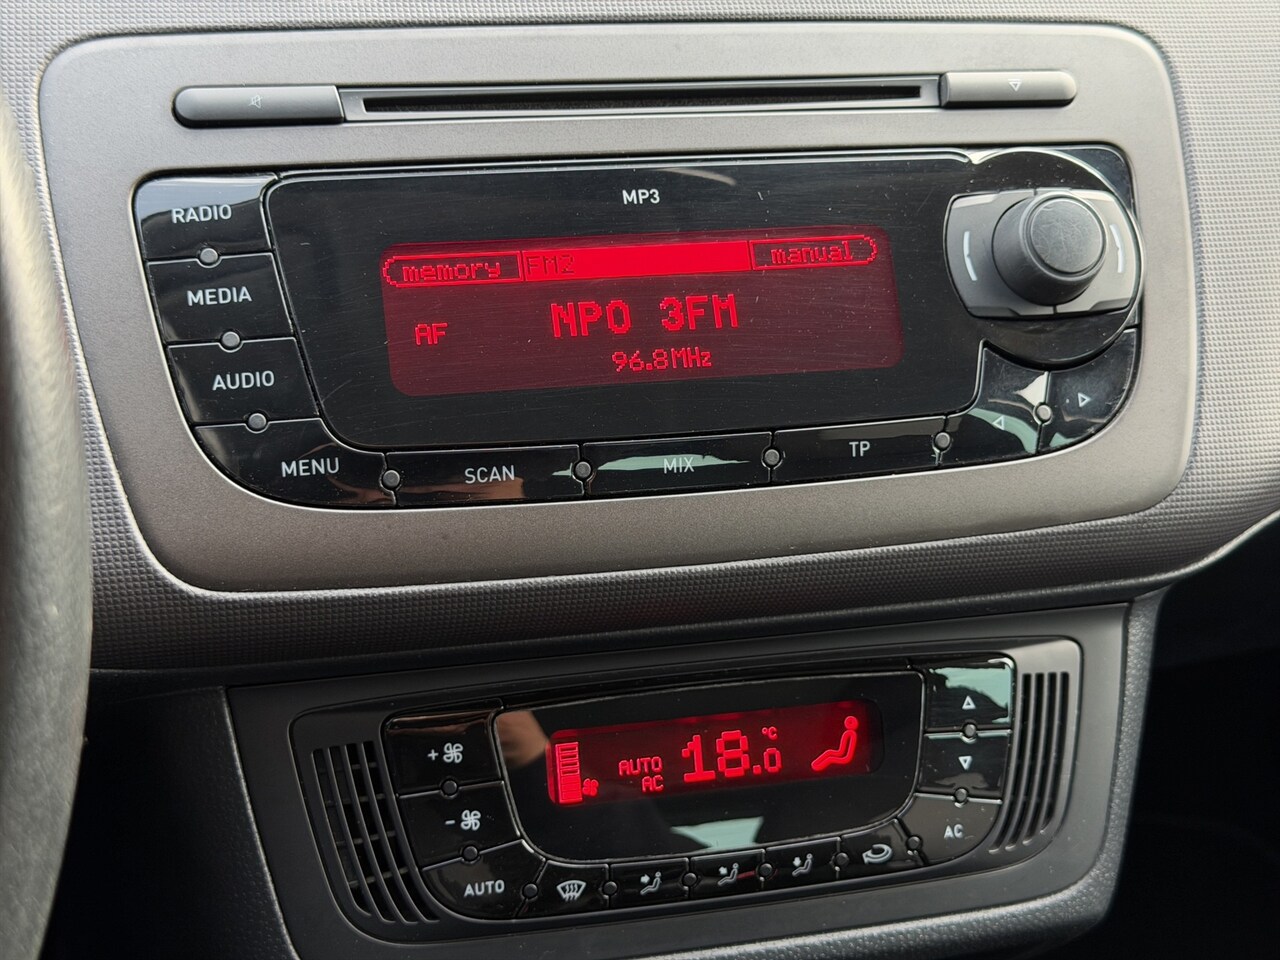 MP3
RADIO
MEDIA
AUDIO
MENU
SCAN
MIX
TP
memory FM2 manual
AF NPO 3FM
96.8MHz
AUTO 18.0 °C
AC
+
-
AUTO
AC